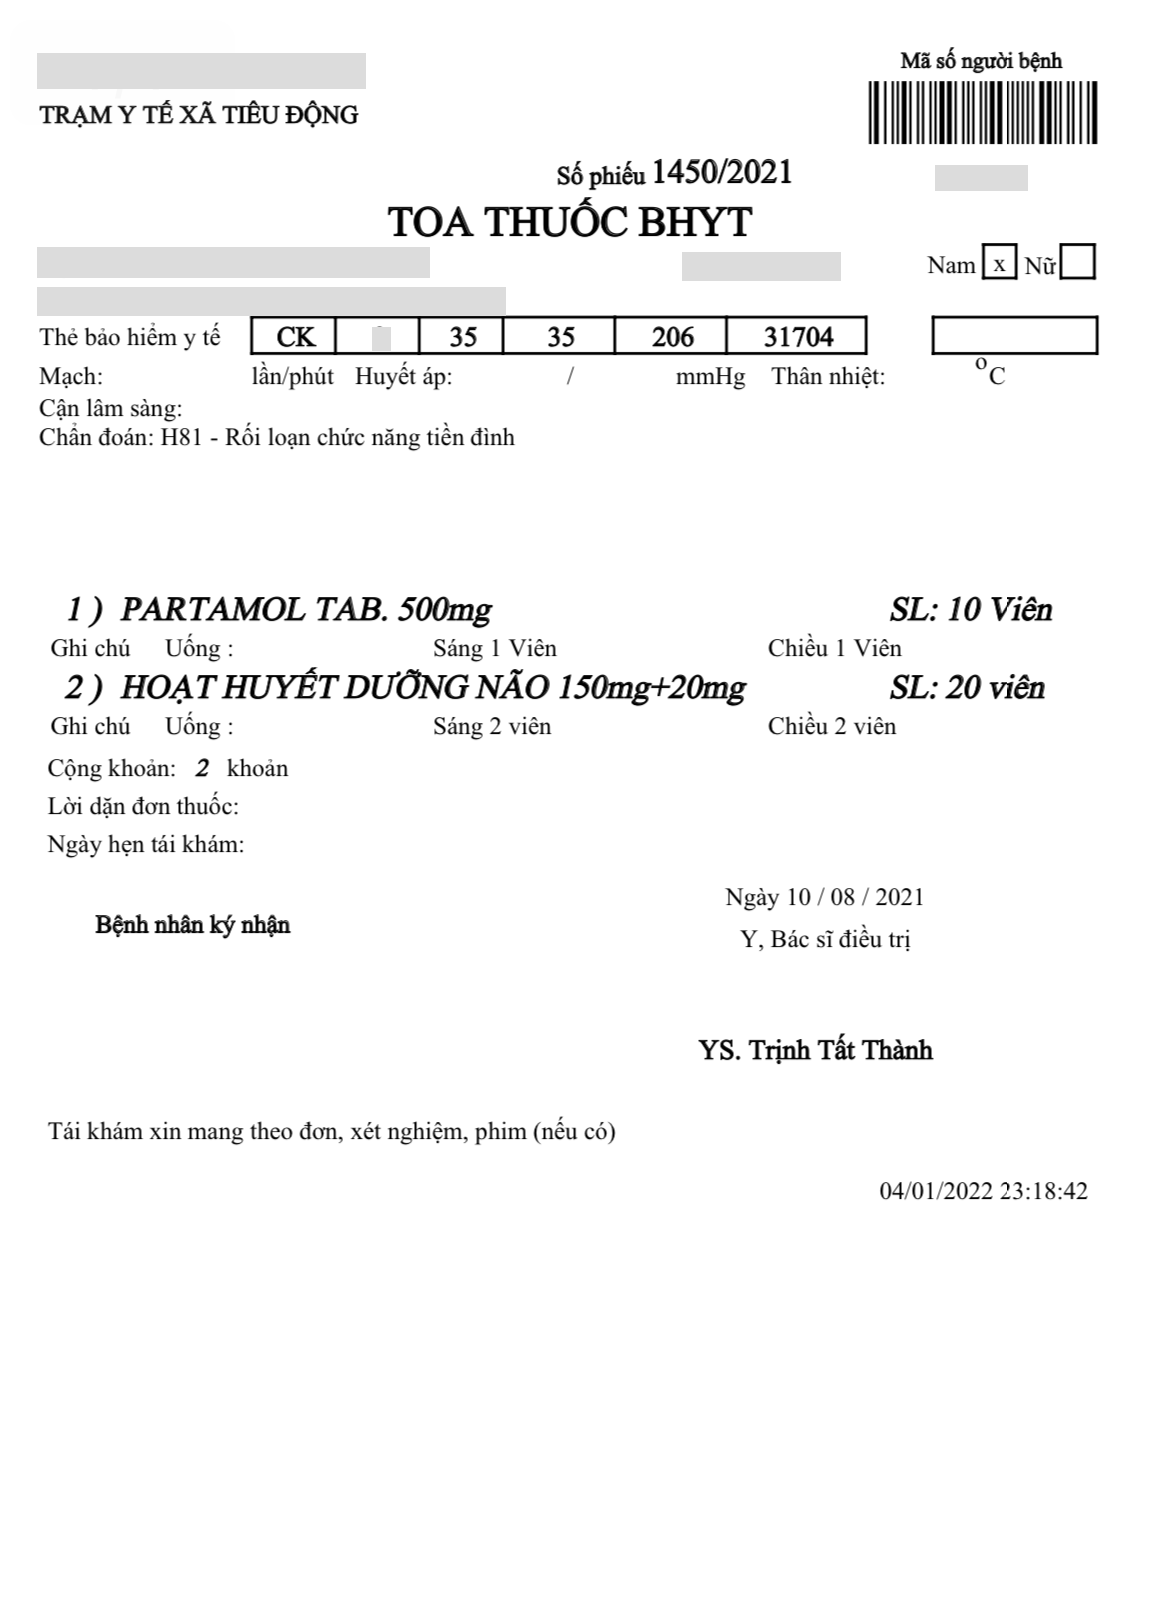 Mã số người bệnh
TRẠM Y TẾ XÃ TIÊU ĐỘNG
Số phiếu 1450/2021
TOA THUỐC BHYT
Nam x Nữ
Thẻ bảo hiểm y tế CK 35 35 206 31704
Mạch: lần/phút Huyết áp: / mmHg Thân nhiệt: °C
Cận lâm sàng:
Chẩn đoán: H81 - Rối loạn chức năng tiền đình
1 ) PARTAMOL TAB. 500mg SL: 10 Viên
Ghi chú Uống : Sáng 1 Viên Chiều 1 Viên
2 ) HOẠT HUYẾT DƯỠNG NÃO 150mg+20mg SL: 20 viên
Ghi chú Uống : Sáng 2 viên Chiều 2 viên
Cộng khoản: 2 khoản
Lời dặn đơn thuốc:
Ngày hẹn tái khám:
Ngày 10 / 08 / 2021
Bệnh nhân ký nhận
Y, Bác sĩ điều trị
YS. Trịnh Tất Thành
Tái khám xin mang theo đơn, xét nghiệm, phim (nếu có)
04/01/2022 23:18:42